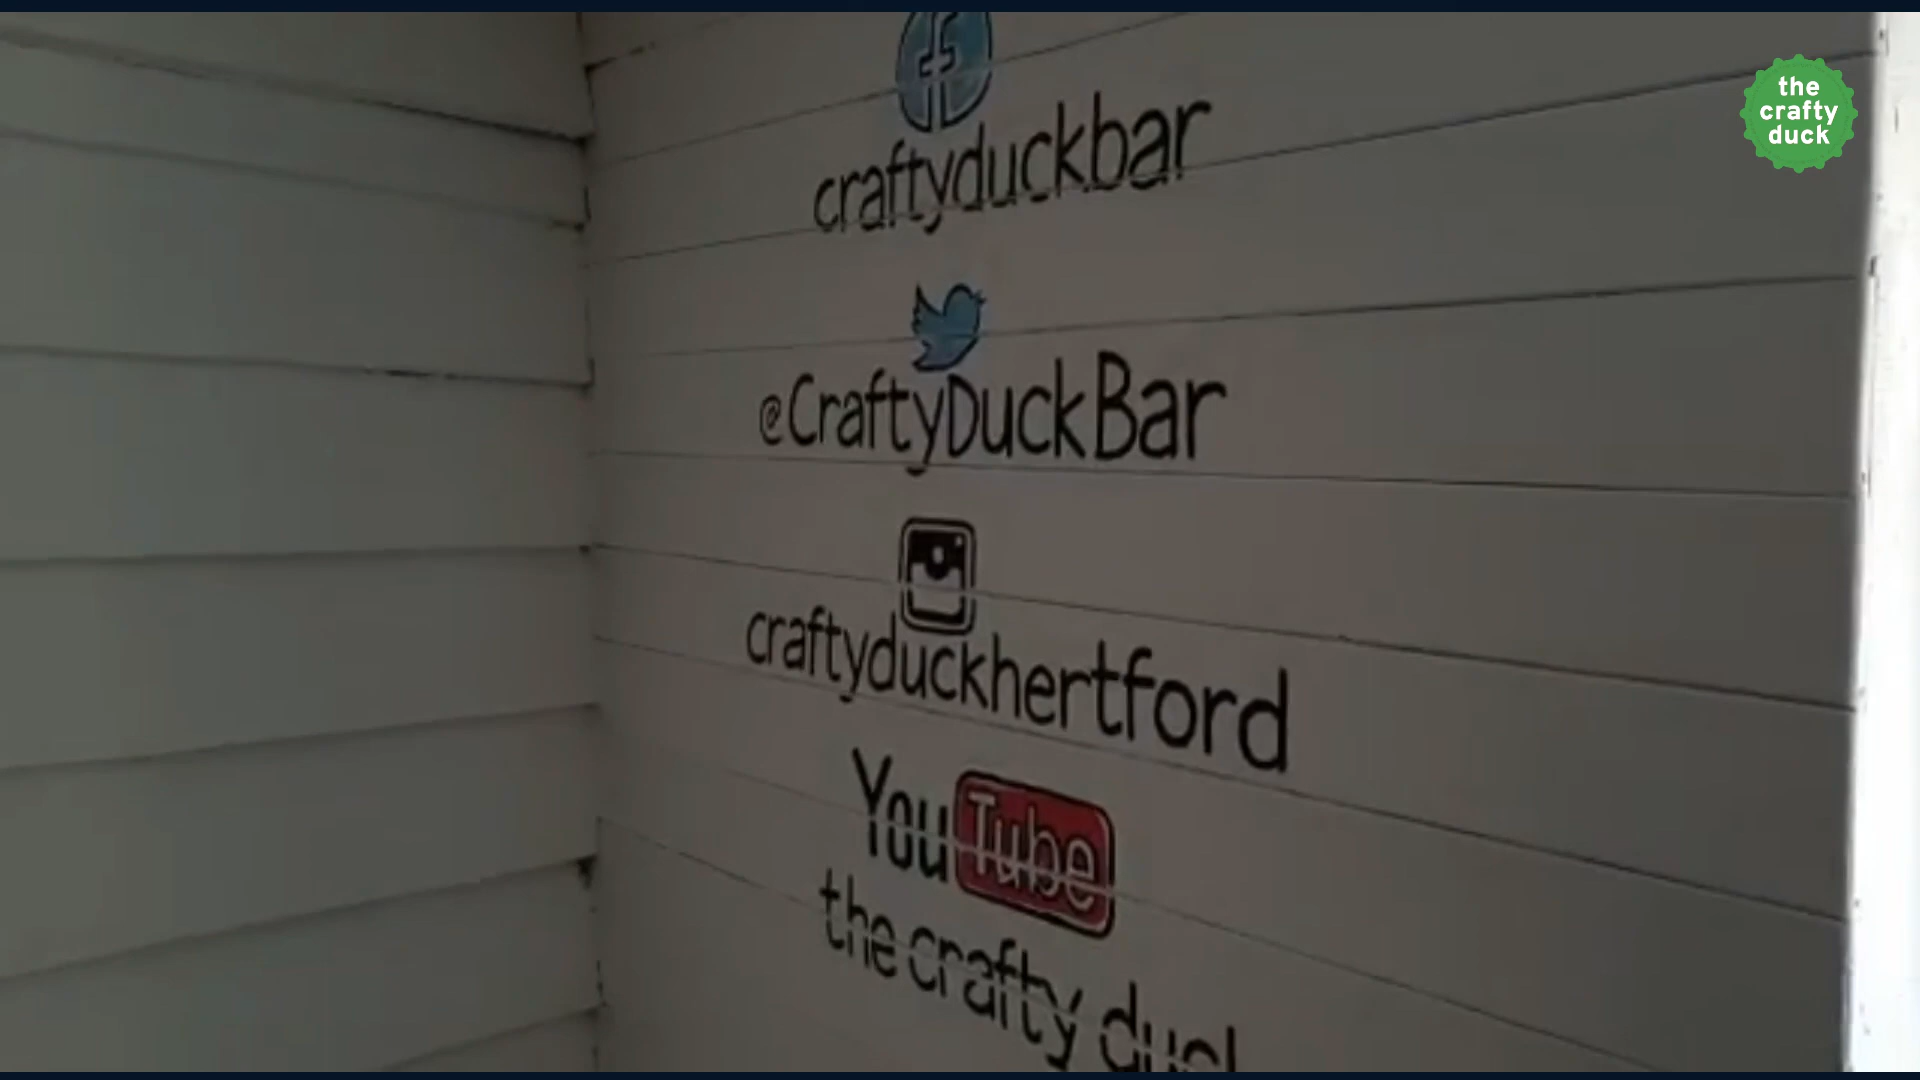 the
crafty
duck
craftyduckbar
@CraftyDuckBar
craftyduckhertford
YouTube
the crafty